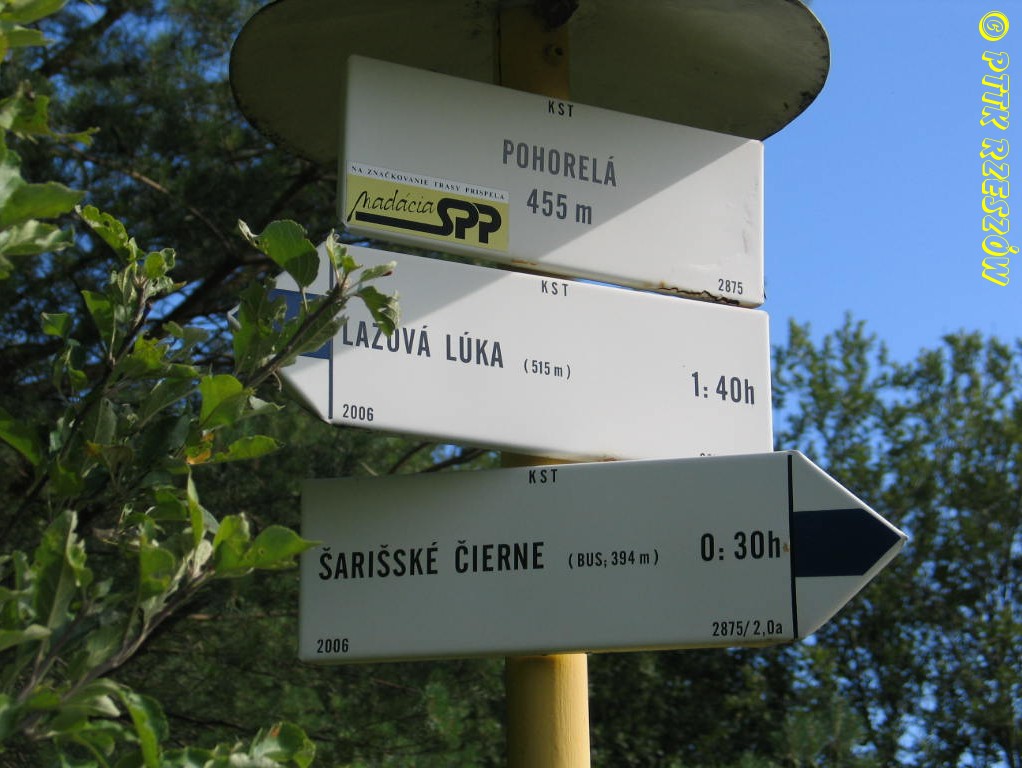 KST
POHORELÁ
455 m
NA ZNAČKOVANIE TRASY PRISPELA
Nadácia SPP
2875
KST
LAZOVÁ LÚKA (515 m)
1: 40h
2006
KST
ŠARIŠSKÉ ČIERNE (BUS; 394 m) 0: 30h
2006
2875/2,0a
© PTTK RZESZÓW